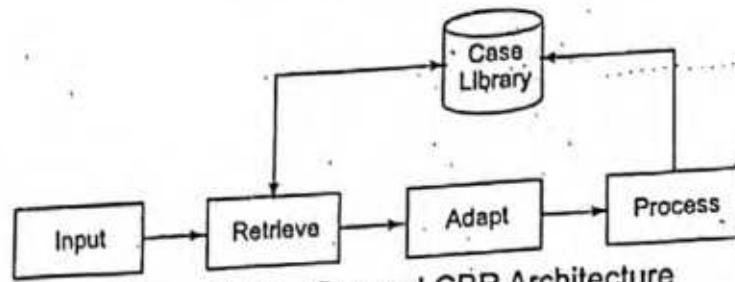 Case
Library
Input
Retrieve
Adapt
Process
CBR Architecture